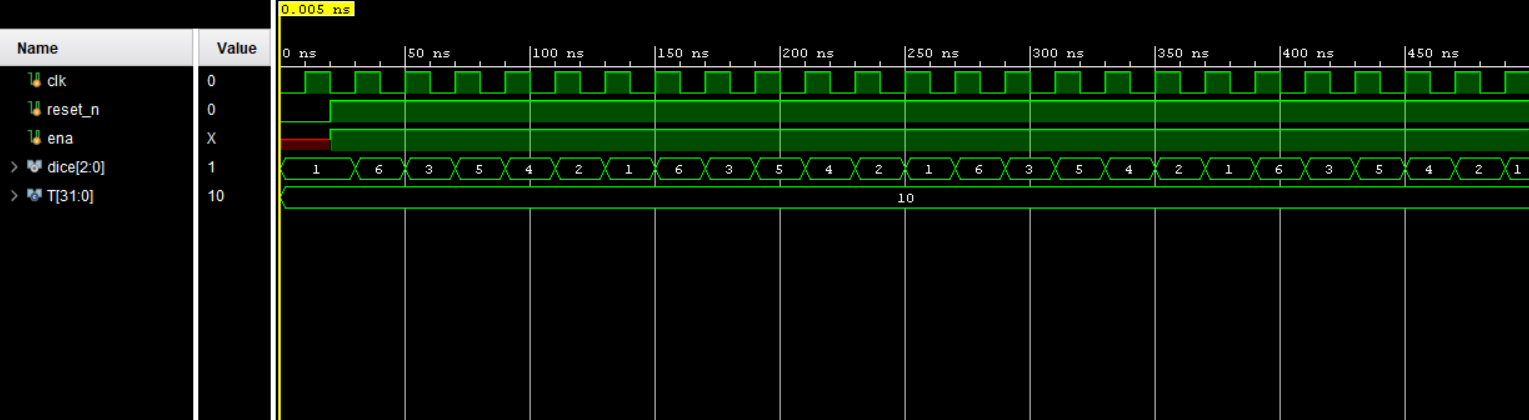 0.005 ns
Name Value
0 ns 50 ns 100 ns 150 ns 200 ns 250 ns 300 ns 350 ns 400 ns 450 ns
clk 0
reset_n 0
ena X
dice[2:0] 1 1 6 3 5 4 2 1 6 3 5 4 2 1 6 3 5 4 2 1 6 3 5 4 2 1
T[31:0] 10 10